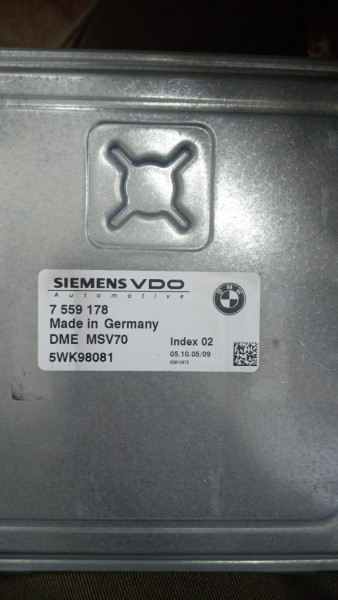 SIEMENS VDO
Automotive
BMW
7 559 178
Made in Germany
DME MSV70
Index 02
5WK98081
05.10.05/09